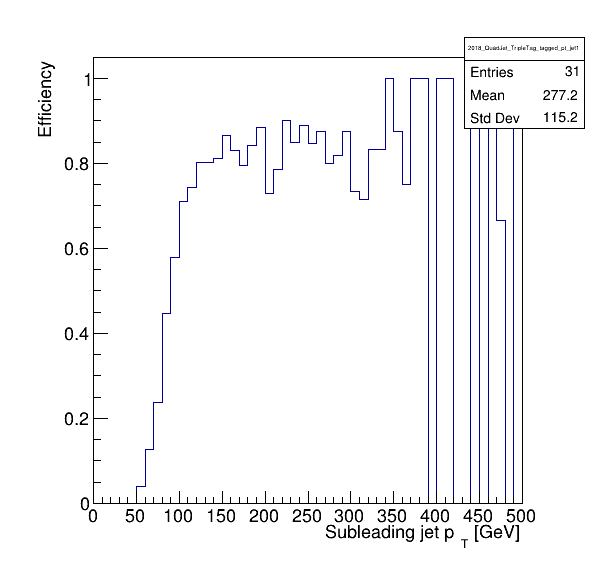 2018_QuadJet_TripleTag_tagged_pt_jet1
Entries 31
Mean 277.2
Std Dev 115.2
Efficiency
1
0.8
0.6
0.4
0.2
0
0 50 100 150 200 250 300 350 400 450 500
Subleading jet p_T [GeV]